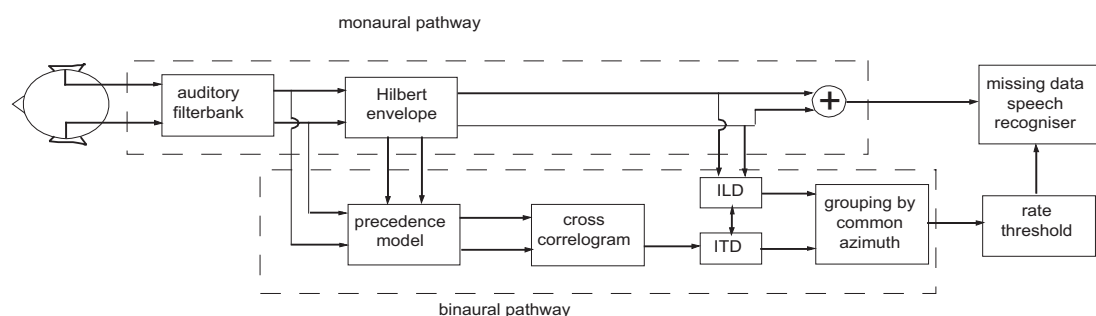 monaural pathway
auditory
filterbank
Hilbert
envelope
+
missing data
speech
recogniser
precedence
model
cross
correlogram
ILD
ITD
grouping by
common
azimuth
rate
threshold
binaural pathway